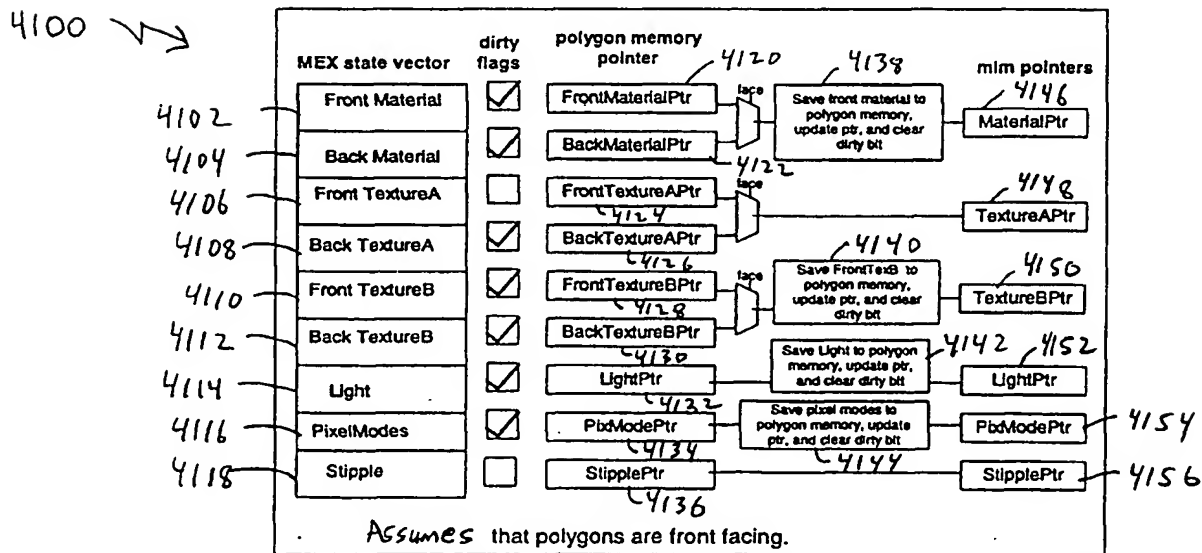 4100
dirty flags
polygon memory pointer
MEX state vector
mlm pointers
4120
4138
4146
4102
Front Material
FrontMaterialPtr
face
Save front material to
polygon memory,
update ptr, and clear
dirty bit
MaterialPtr
4104
Back Material
BackMaterialPtr
4122
4106
Front TextureA
FrontTextureAPtr
4124
face
4148
TextureAPtr
4108
Back TextureA
BackTextureAPtr
4126
4140
4110
Front TextureB
FrontTextureBPtr
4128
face
Save FrontTexB to
polygon memory,
update ptr, and clear
dirty bit
4150
TextureBPtr
4112
Back TextureB
BackTextureBPtr
4130
4114
Light
LightPtr
4132
Save Light to polygon
memory, update ptr,
and clear dirty bit
4142
4152
LightPtr
4116
PixelModes
PixModePtr
4134
Save pixel modes to
polygon memory, update
ptr, and clear dirty bit
4144
PixModePtr
4154
4118
Stipple
StipplePtr
4136
StipplePtr
4156
Assumes that polygons are front facing.